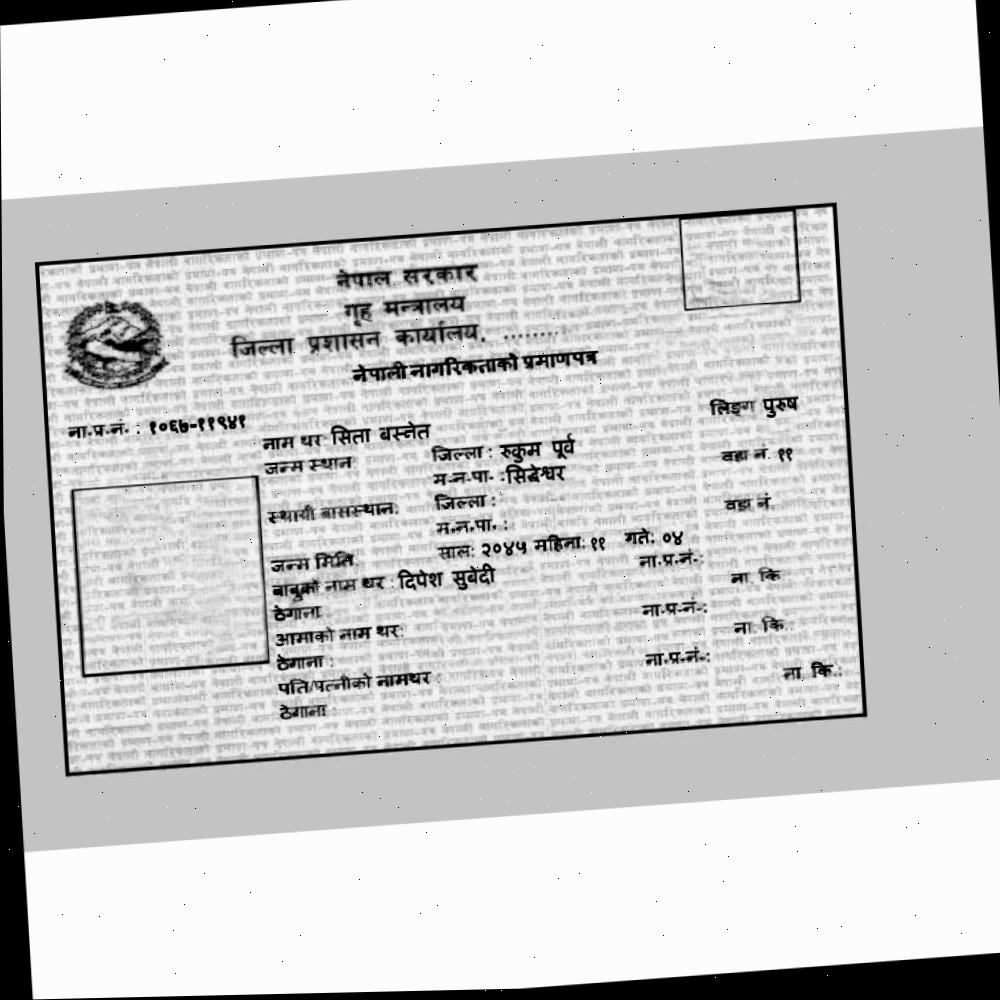 नेपाल सरकार
गृह मन्त्रालय
जिल्ला प्रशासन कार्यालय, .........
नेपाली नागरिकताको प्रमाणपत्र
ना.प्र.नं. : १०६७-११९४१
लिङ्ग पुरुष
नाम थर सिता बस्नेत
जन्म स्थान जिल्ला : रुकुम पूर्व वडा नं. ११
म.न.पा. :सिद्धेश्वर
स्थायी बासस्थान: जिल्ला : वडा नं.
म.न.पा. :
जन्म मिति: साल: २०४५ महिना: ११ गते: ०४
बाबुको नाम थर : दिपेश सुबेदी ना.प्र.नं.:
ठेगाना ना. कि
आमाको नाम थर: ना.प्र.नं.:
ठेगाना : ना. कि.:
पति/पत्नीको नामथर : ना.प्र.नं.:
ठेगाना ना. कि.: